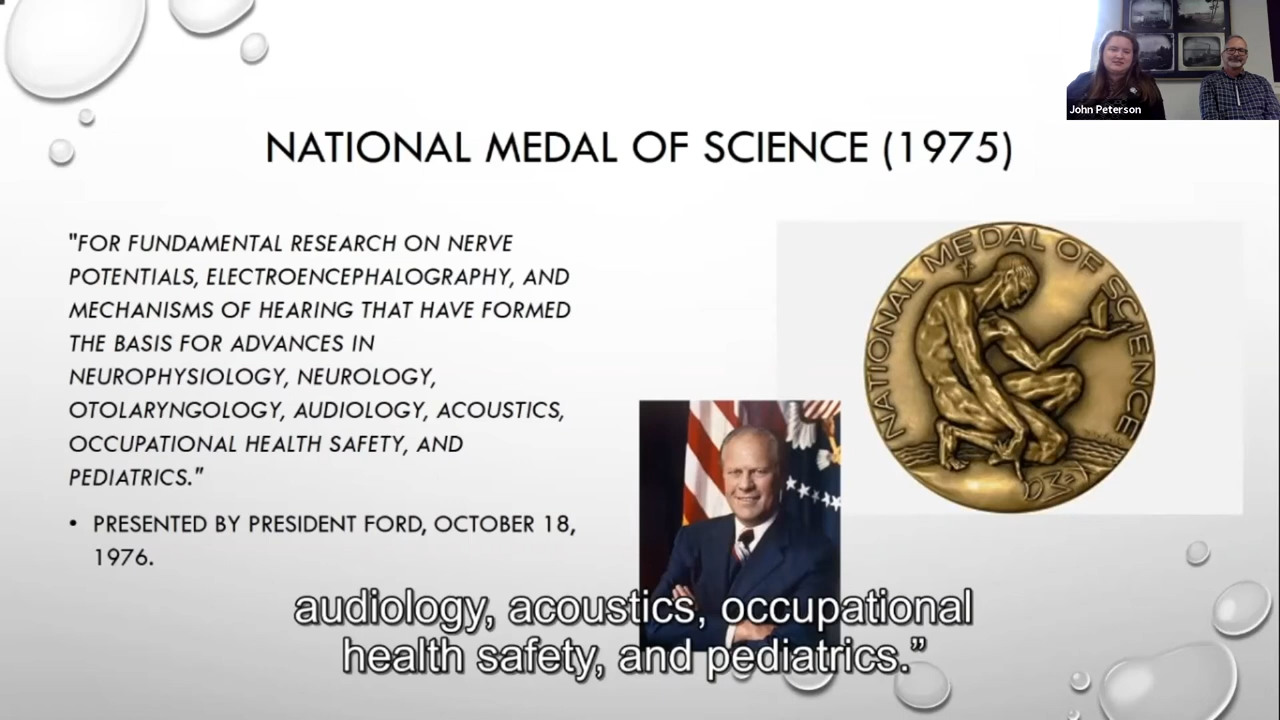 John Peterson
NATIONAL MEDAL OF SCIENCE (1975)
"FOR FUNDAMENTAL RESEARCH ON NERVE
POTENTIALS, ELECTROENCEPHALOGRAPHY, AND
MECHANISMS OF HEARING THAT HAVE FORMED
THE BASIS FOR ADVANCES IN
NEUROPHYSIOLOGY, NEUROLOGY,
OTOLARYNGOLOGY, AUDIOLOGY, ACOUSTICS,
OCCUPATIONAL HEALTH SAFETY, AND
PEDIATRICS."
• PRESENTED BY PRESIDENT FORD, OCTOBER 18,
1976.
NATIONAL MEDAL OF SCIENCE
audiology, acoustics, occupational
health safety, and pediatrics.”